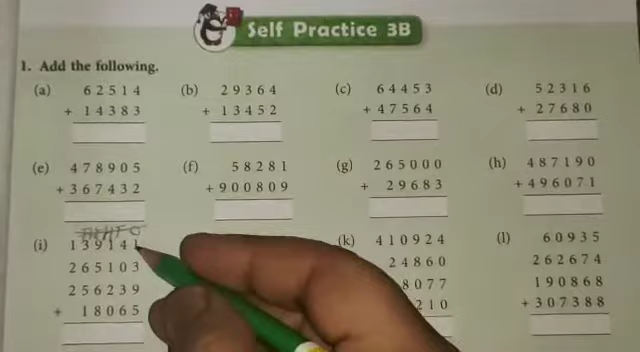 Self Practice 3B
1. Add the following.
(a) 62514 (b) 29364 (c) 64453 (d) 52316
+ 14383 + 13452 + 47564 + 27680
(e) 478905 (f) 58281 (g) 265000 (h) 487190
+367432 +900809 + 29683 +496071
(i) 139141 (k) 410924 (l) 60935
265103 24860 262674
256239 8077 190868
+ 18065 210 +307388